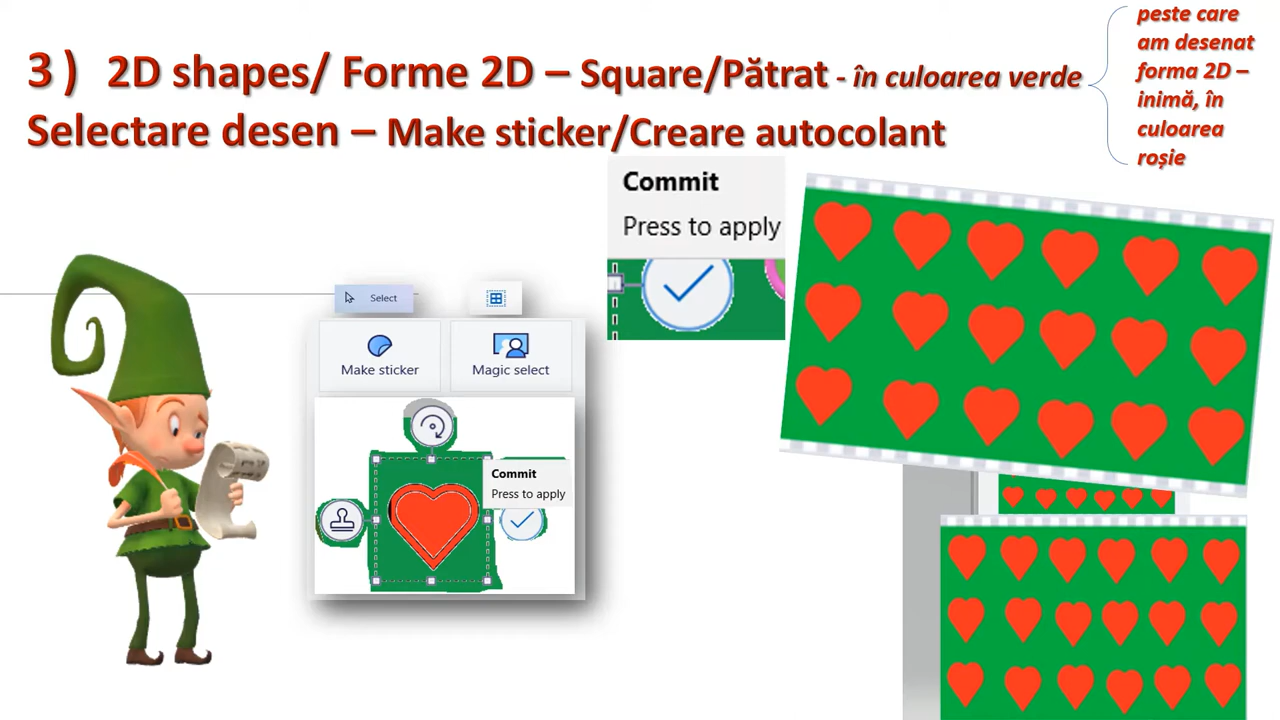 3) 2D shapes/ Forme 2D – Square/Pătrat - în culoarea verde
Selectare desen – Make sticker/Creare autocolant
peste care
am desenat
forma 2D –
inimă, în
culoarea
roșie
Commit
Press to apply
Select
Make sticker
Magic select
Commit
Press to apply